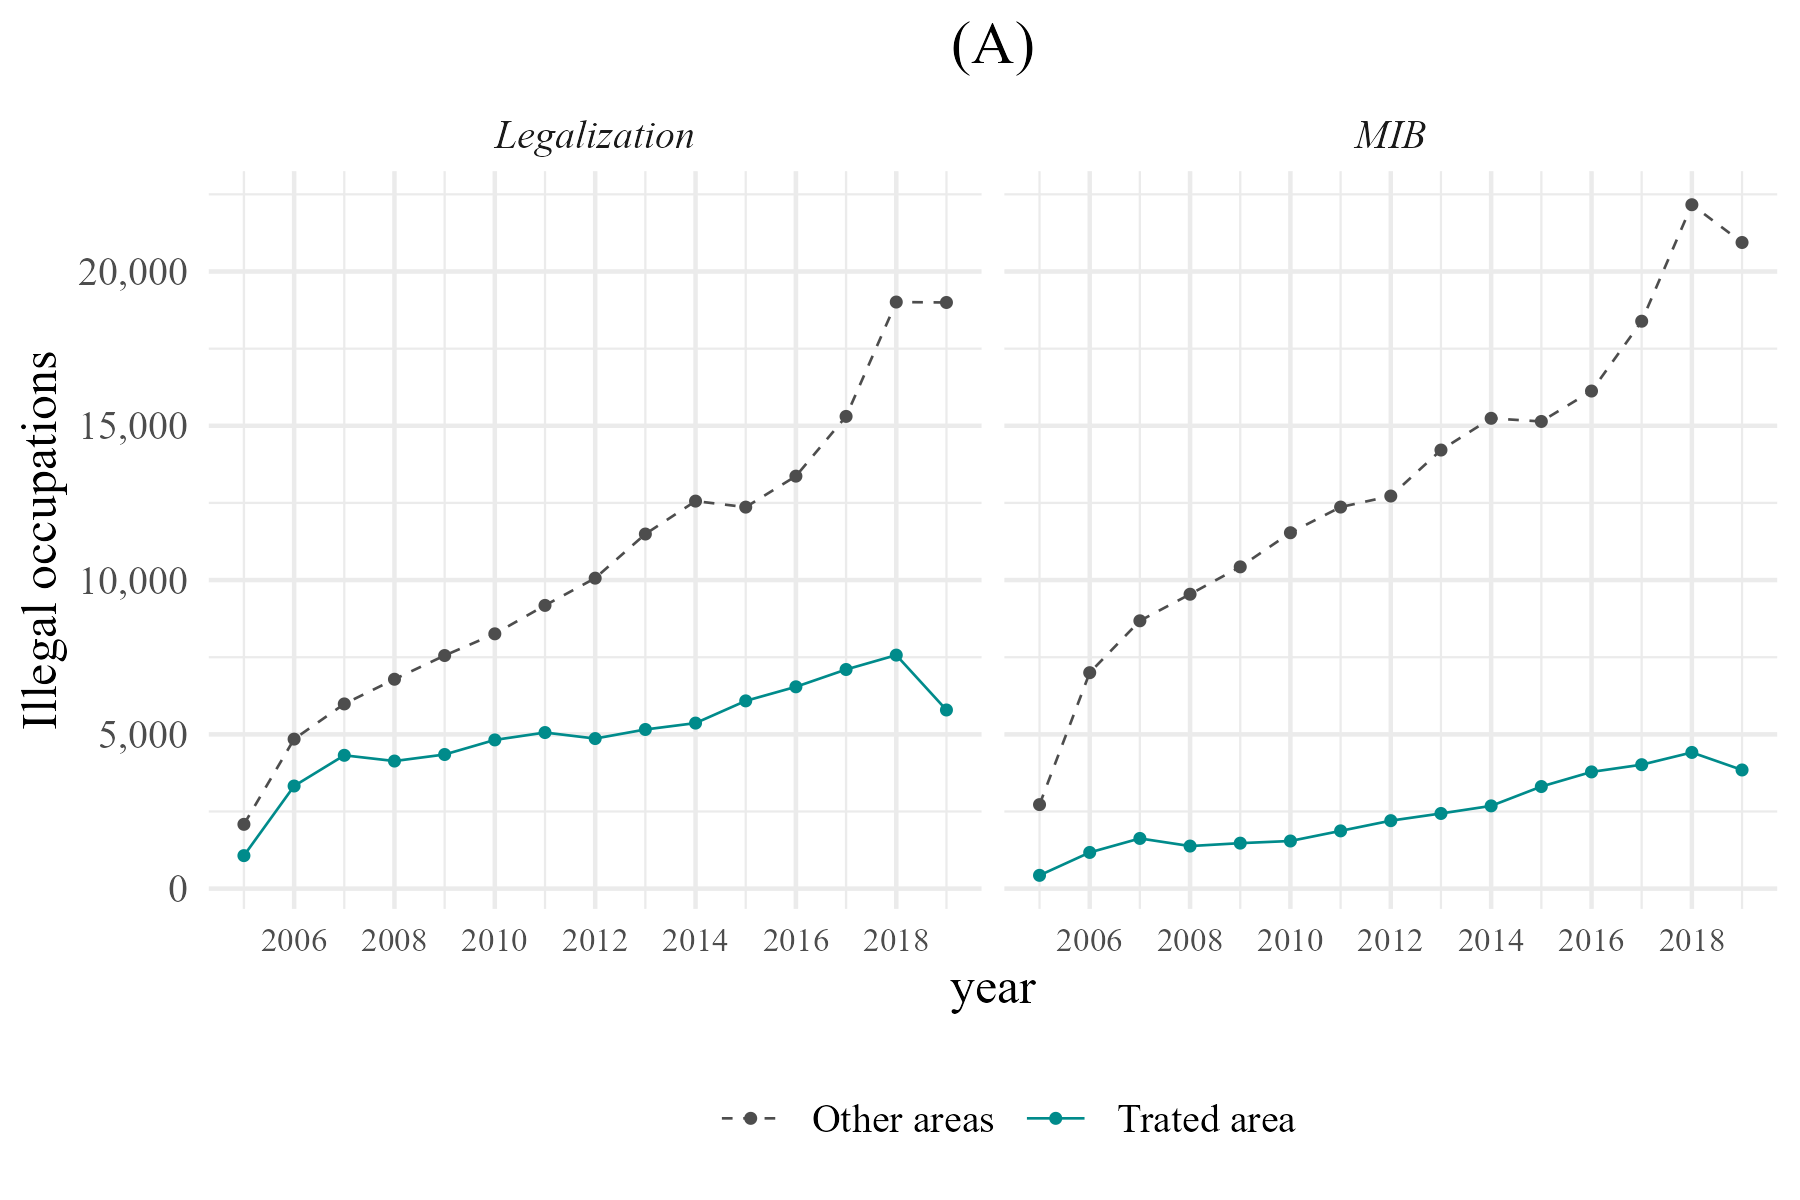 (A)
Legalization
MIB
Illegal occupations
20,000
15,000
10,000
5,000
0
2006 2008 2010 2012 2014 2016 2018
2006 2008 2010 2012 2014 2016 2018
year
Other areas
Trated area